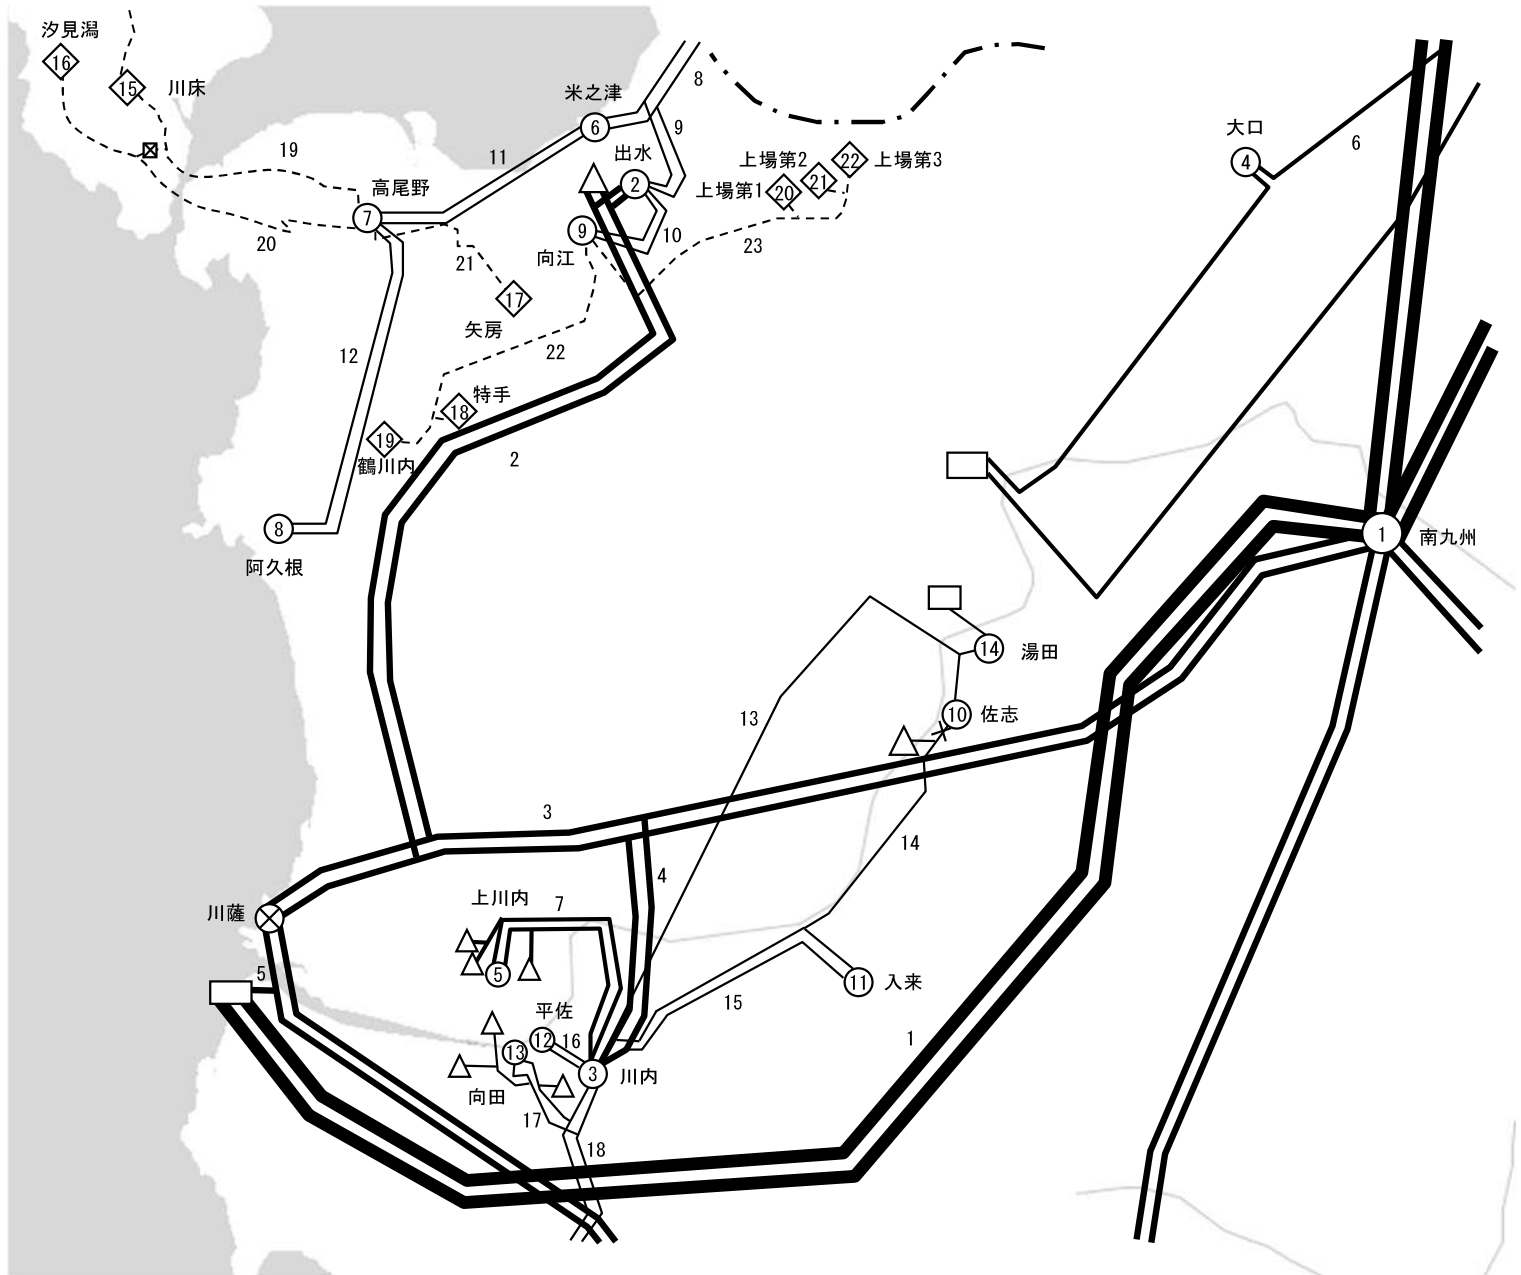 汐見潟
16
15
川床
8
米之津
6
9
大口
4
6
19
11
出水
2
上場第2
21
22
上場第3
上場第1
20
高尾野
7
9
10
20
21
向江
23
17
矢房
12
22
特手
18
19
鶴川内
2
8
阿久根
1
南九州
14
湯田
13
10
佐志
3
14
4
上川内
7
川薩
5
5
11
入来
15
平佐
12
16
13
3
川内
向田
17
1
18